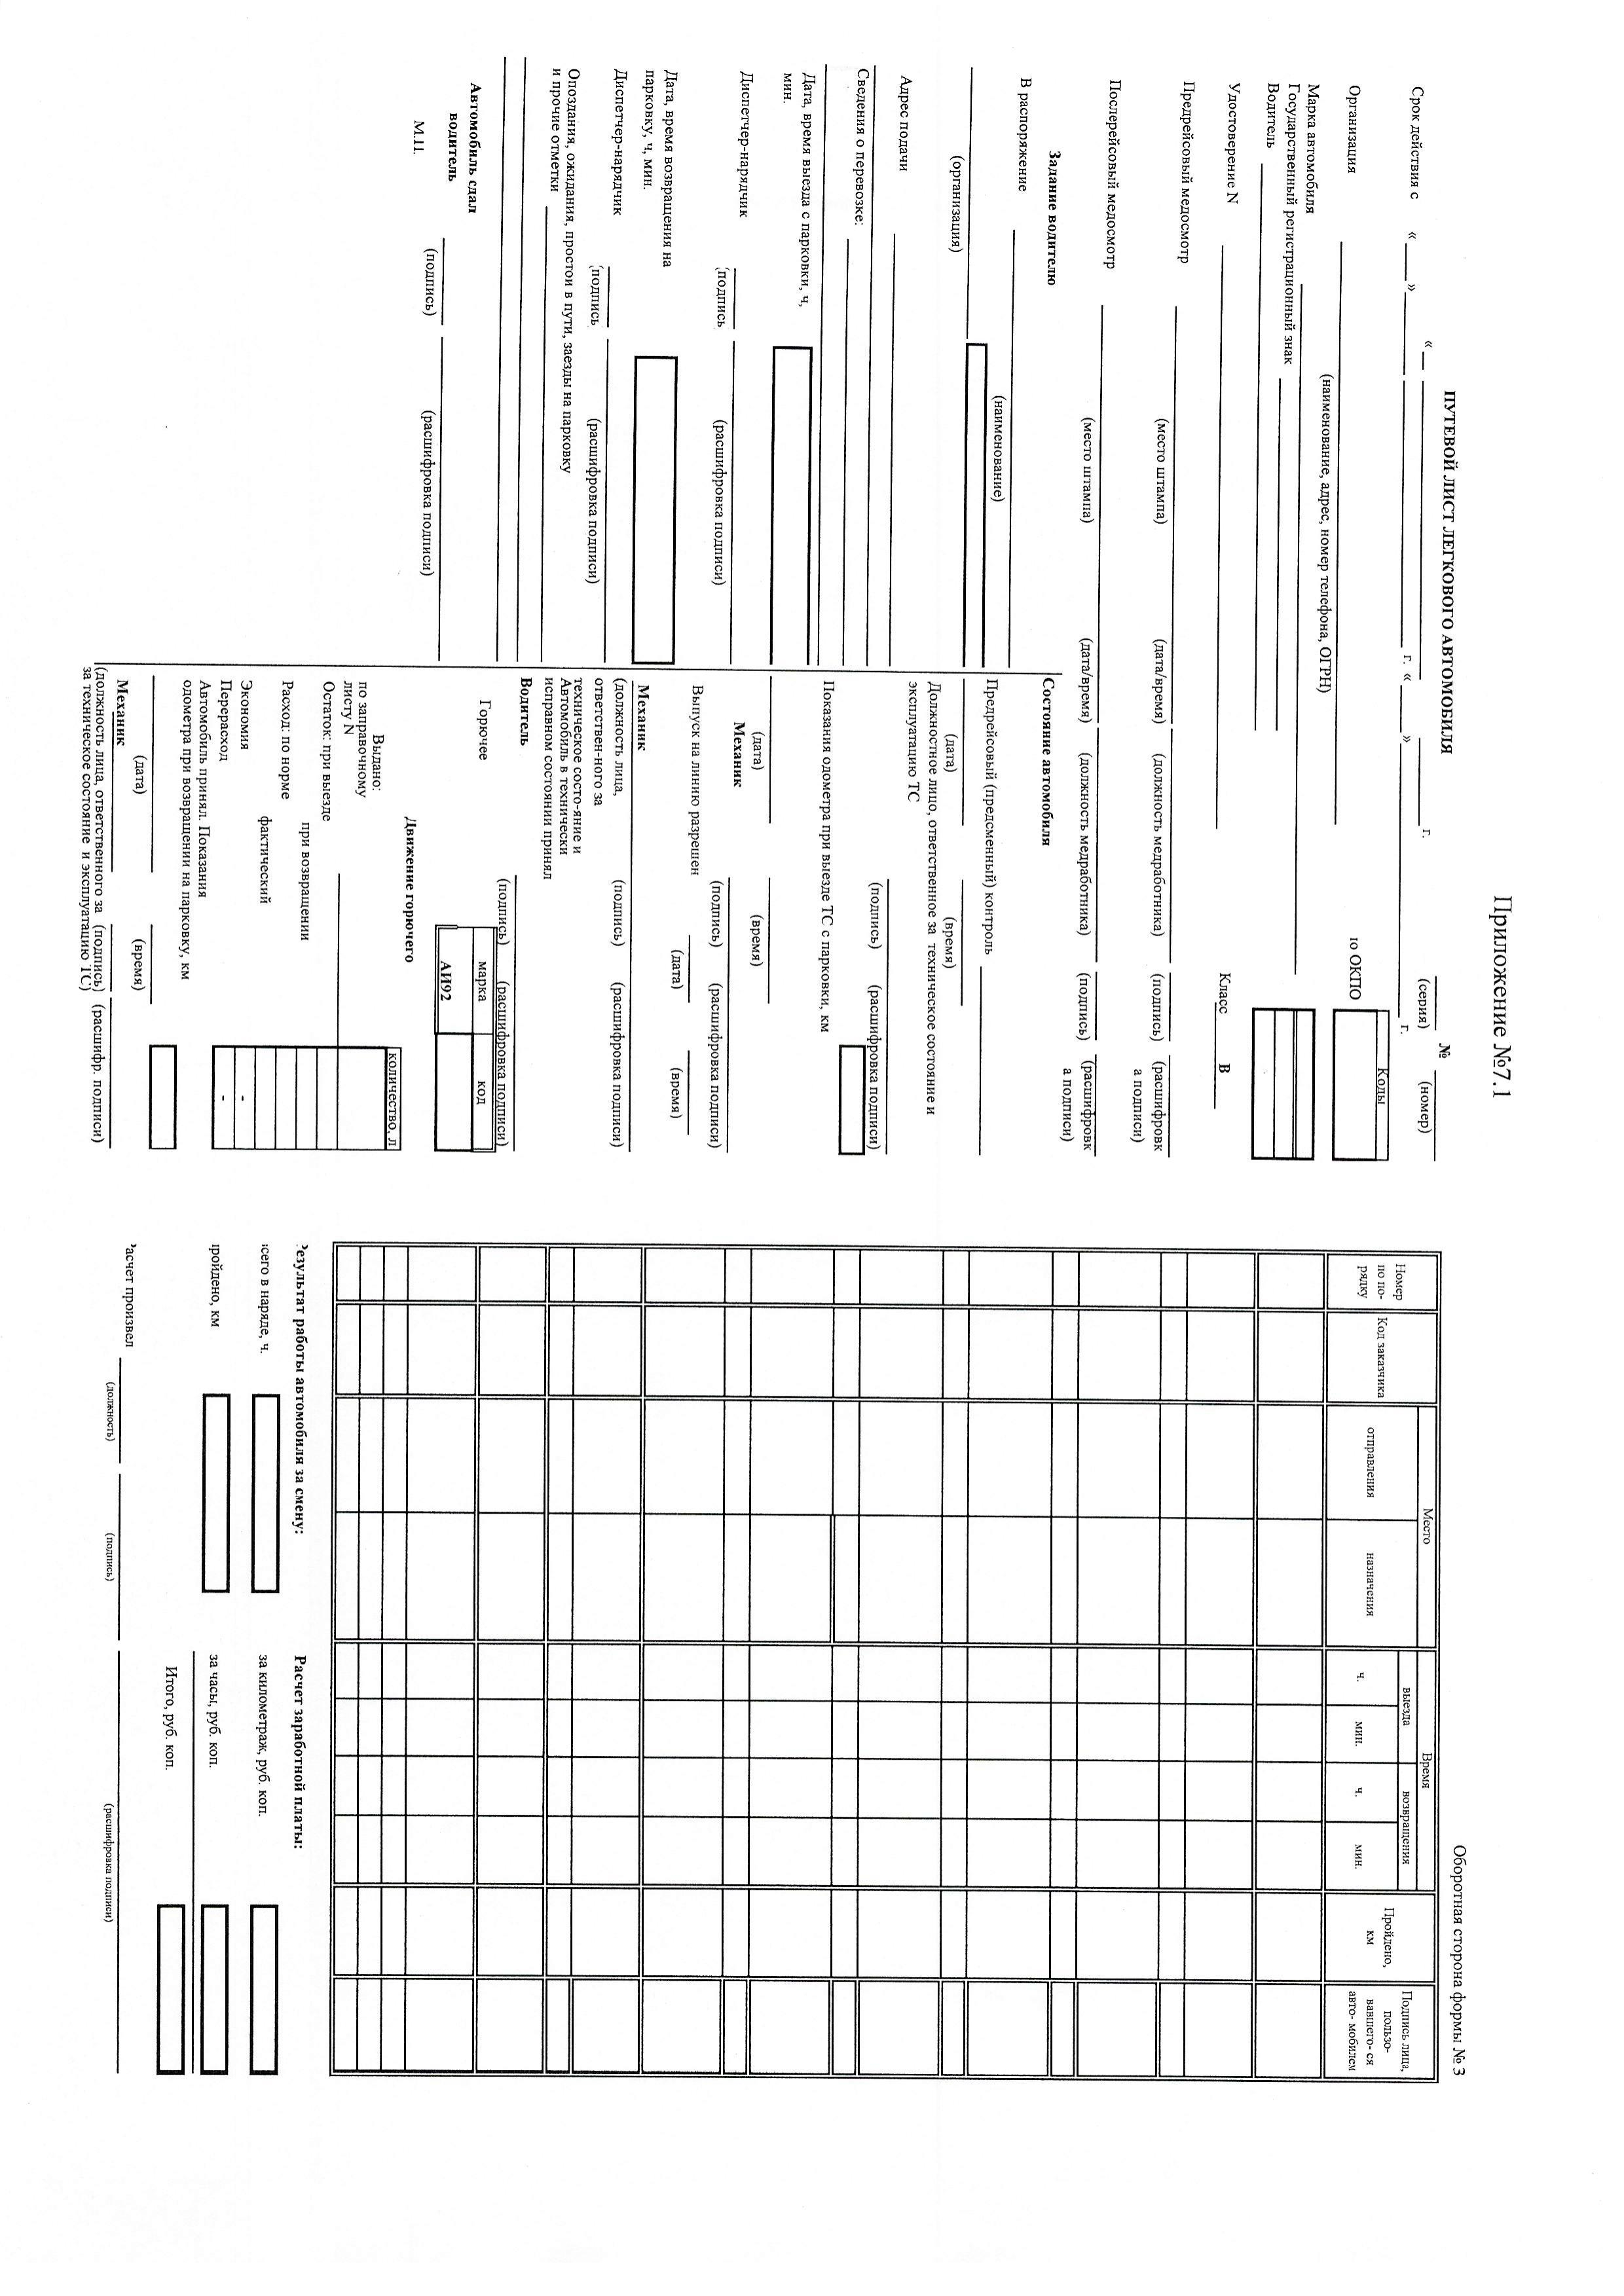 Приложение №7.1
ПУТЕВОЙ ЛИСТ ЛЕГКОВОГО АВТОМОБИЛЯ
№
(серия) (номер)
« г.
Срок действия с « » г. « » г.
Коды
Организация
по ОКПО
(наименование, адрес, номер телефона, ОГРН)
Марка автомобиля
Государственный регистрационный знак
Водитель
Удостоверение N Класс В
Предрейсовый медосмотр
(место штампа) (дата/время) (должность медработника) (подпись) (расшифровк
а подписи)
Послерейсовый медосмотр
(место штампа) (дата/время) (должность медработника) (подпись) (расшифровк
а подписи)
Задание водителю
В распоряжение
(наименование)
(организация)
Адрес подачи
Сведения о перевозке:
Дата, время выезда с парковки, ч,
мин.
Диспетчер-нарядчик
(подпись (расшифровка подписи)
Дата, время возвращения на
парковку, ч, мин.
Диспетчер-нарядчик
(подпись (расшифровка подписи)
Опоздания, ожидания, простои в пути, заезды на парковку
и прочие отметки
Автомобиль сдал
водитель
(подпись) (расшифровка подписи)
М.П.
Состояние автомобиля
Предрейсовый (предсменный) контроль
(дата) (время)
Должностное лицо, ответственное за техническое состояние и
эксплуатацию ТС
(подпись) (расшифровка подписи)
Показания одометра при выезде ТС с парковки, км
(дата) (время)
Механик
(подпись) (расшифровка подписи)
Выпуск на линию разрешен
(дата) (время)
Механик
(должность лица, (подпись) (расшифровка подписи)
ответствен-ного за
техническое состо-яние и
Автомобиль в технически
исправном состоянии принял
Водитель
(подпись) (расшифровка подписи)
Горючее марка код
АИ92
Движение горючего
количество, л
Выдано:
по заправочному
листу N
Остаток: при выезде
при возвращении
Расход: по норме
фактический
Экономия -
Перерасход -
Автомобиль принял. Показания
одометра при возвращении на парковку, км
(дата) (время)
Механик
(должность лица, ответственного за (подпись) (расшифр. подписи)
за техническое состояние и эксплуатацию ТС)
Оборотная сторона формы № 3
Номер по по-рядку
Код заказчика
Место
отправления
назначения
Время
выезда
возвращения
ч.
мин.
ч.
мин.
Пройдено, км
Подпись лица, пользо-вавшего-ся авто- мобилем
Результат работы автомобиля за смену: Расчет заработной платы:
всего в наряде, ч. за километраж, руб. коп.
пройдено, км за часы, руб. коп.
Итого, руб. коп.
Расчет произвел
(должность) (подпись) (расшифровка подписи)